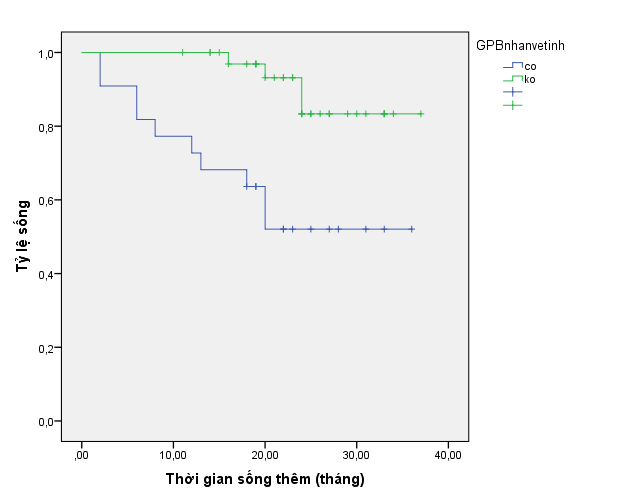 GPBnhanvetinh
co
ko
1,0
0,8
0,6
0,4
0,2
0,0
Tỷ lệ sống
,00
10,00
20,00
30,00
40,00
Thời gian sống thêm (tháng)